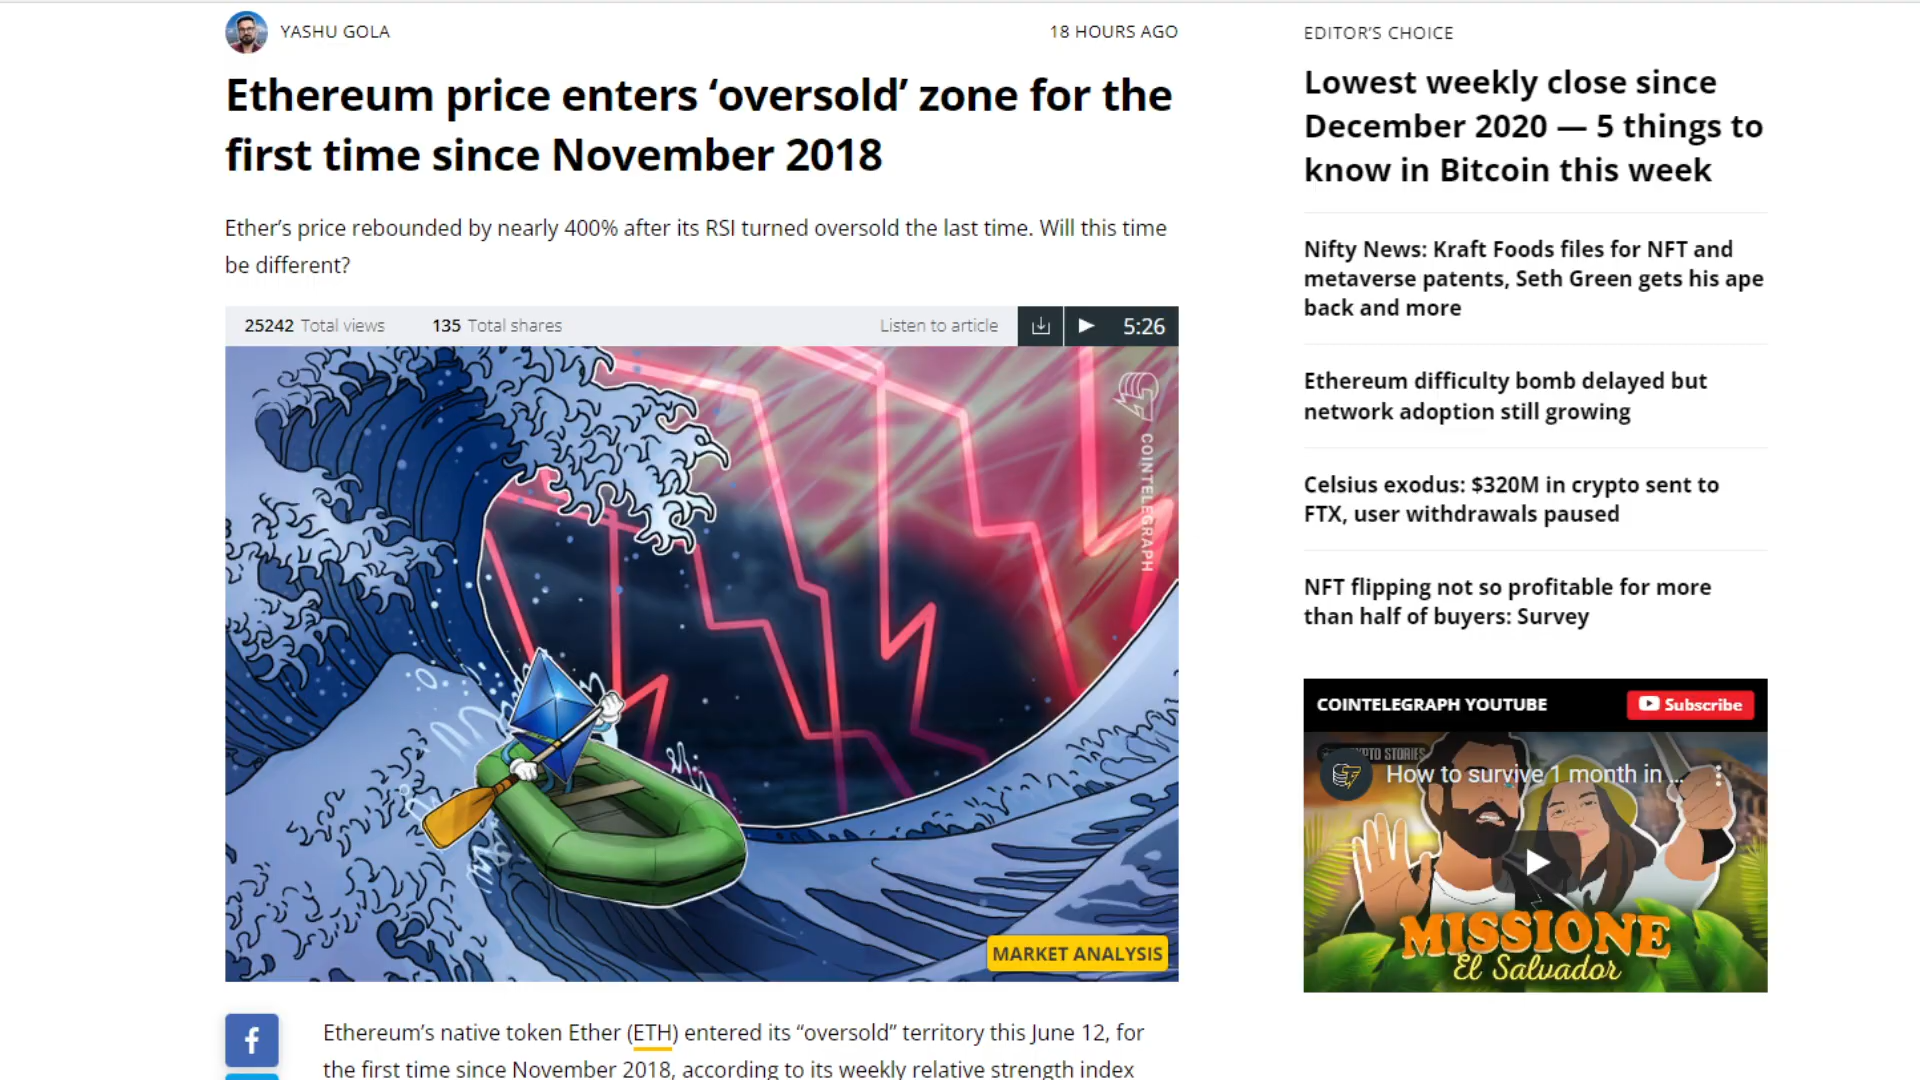 YASHU GOLA
18 HOURS AGO
Ethereum price enters ‘oversold’ zone for the
first time since November 2018
Ether’s price rebounded by nearly 400% after its RSI turned oversold the last time. Will this time
be different?
25242 Total views
135 Total shares
Listen to article
5:26
COINTELEGRAPH
MARKET ANALYSIS
Ethereum’s native token Ether (ETH) entered its “oversold” territory this June 12, for
the first time since November 2018, according to its weekly relative strength index
EDITOR’S CHOICE
Lowest weekly close since
December 2020 — 5 things to
know in Bitcoin this week
Nifty News: Kraft Foods files for NFT and
metaverse patents, Seth Green gets his ape
back and more
Ethereum difficulty bomb delayed but
network adoption still growing
Celsius exodus: $320M in crypto sent to
FTX, user withdrawals paused
NFT flipping not so profitable for more
than half of buyers: Survey
COINTELEGRAPH YOUTUBE
Subscribe
STORIES
How to survive 1 month in ...
MISSIONE
El Salvador